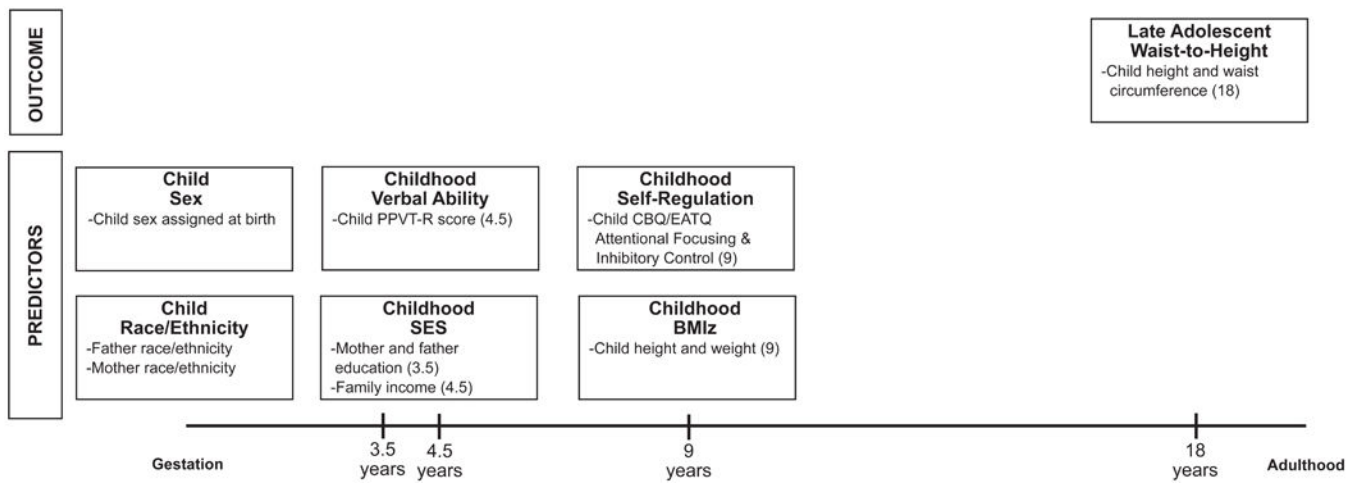 OUTCOME
Late Adolescent
Waist-to-Height
-Child height and waist
circumference (18)
PREDICTORS
Child
Sex
-Child sex assigned at birth
Childhood
Verbal Ability
-Child PPVT-R score (4.5)
Childhood
Self-Regulation
-Child CBQ/EATQ
Attentional Focusing &
Inhibitory Control (9)
Child
Race/Ethnicity
-Father race/ethnicity
-Mother race/ethnicity
Childhood
SES
-Mother and father
education (3.5)
-Family income (4.5)
Childhood
BMIz
-Child height and weight (9)
Gestation
3.5
years
4.5
years
9
years
18
years
Adulthood